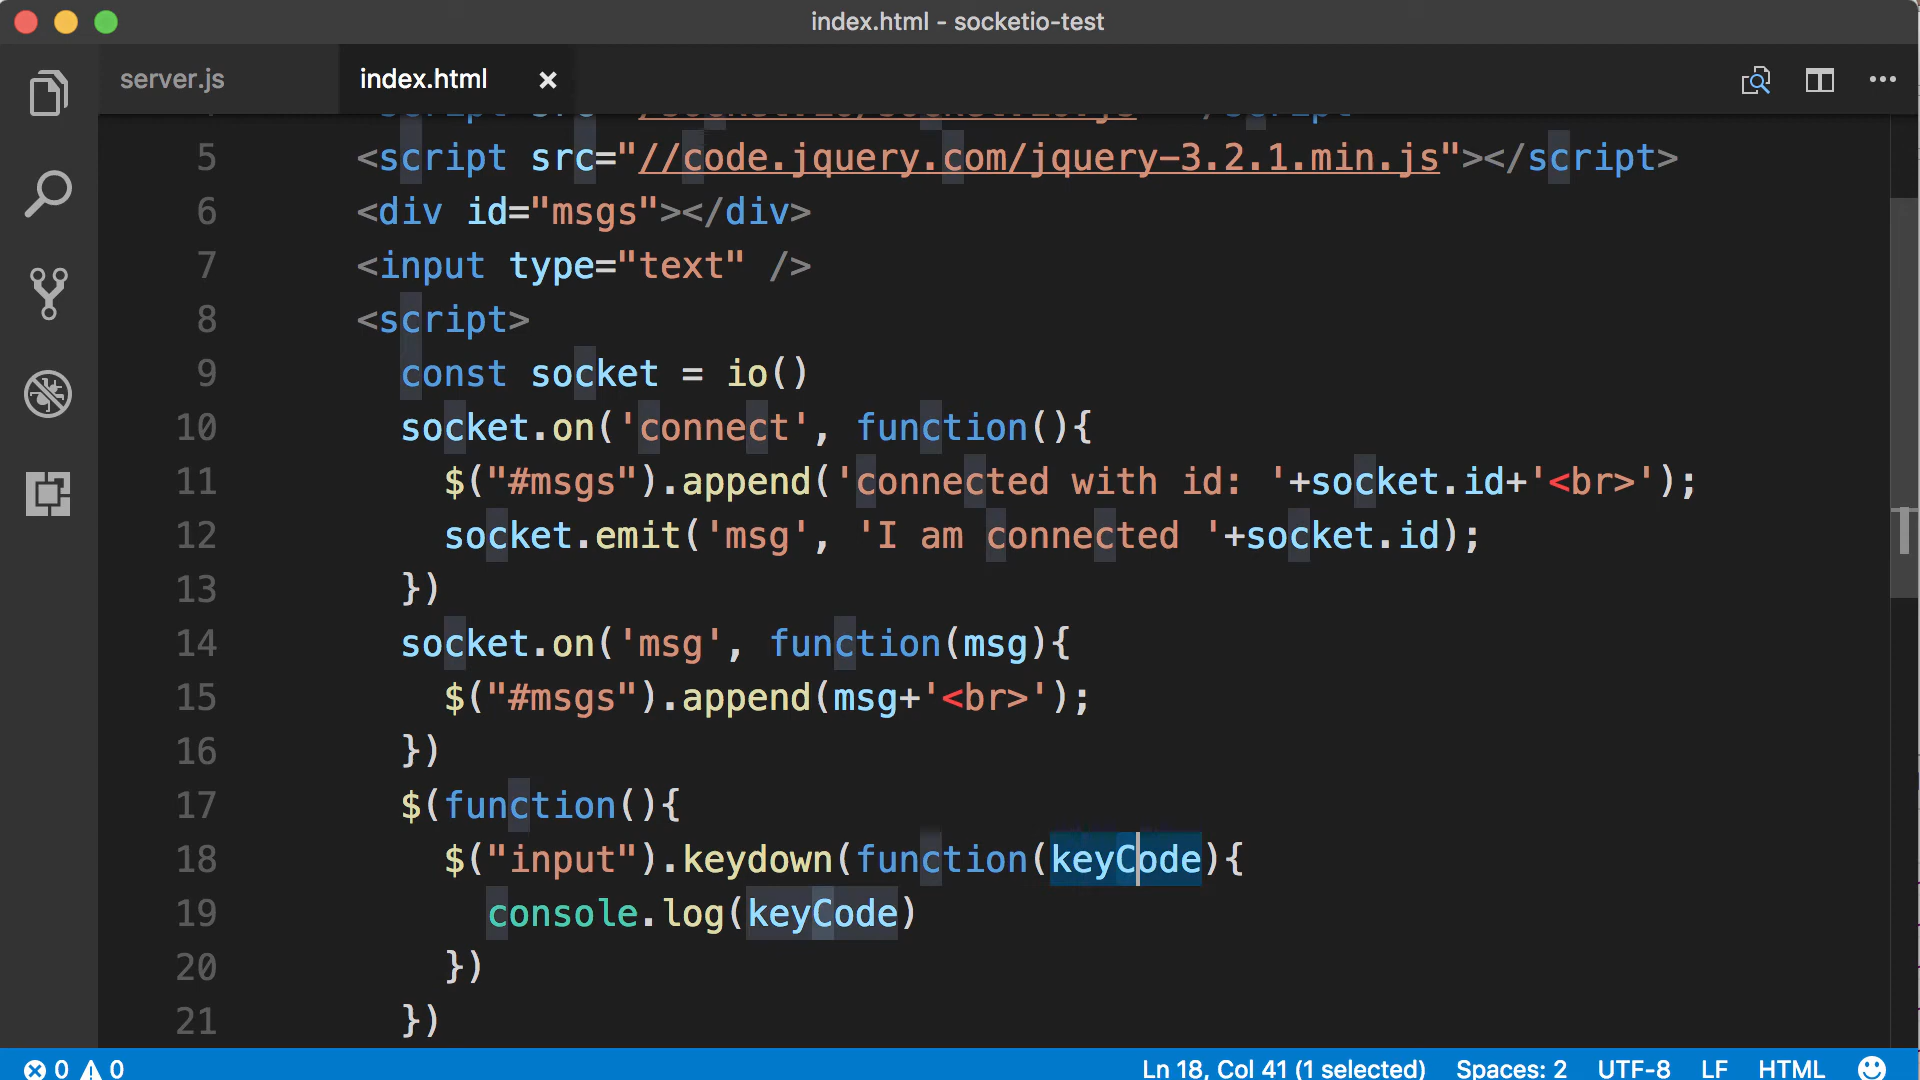 index.html - socketio-test
server.js
index.html
5 <script src="//code.jquery.com/jquery-3.2.1.min.js"></script>
6 <div id="msgs"></div>
7 <input type="text" />
8 <script>
9 const socket = io()
10 socket.on('connect', function(){
11 $("#msgs").append('connected with id: '+socket.id+'<br>');
12 socket.emit('msg', 'I am connected '+socket.id);
13 })
14 socket.on('msg', function(msg){
15 $("#msgs").append(msg+'<br>');
16 })
17 $(function(){
18 $("input").keydown(function(keyCode){
19 console.log(keyCode)
20 })
21 })
0 0 Ln 18, Col 41 (1 selected) Spaces: 2 UTF-8 LF HTML